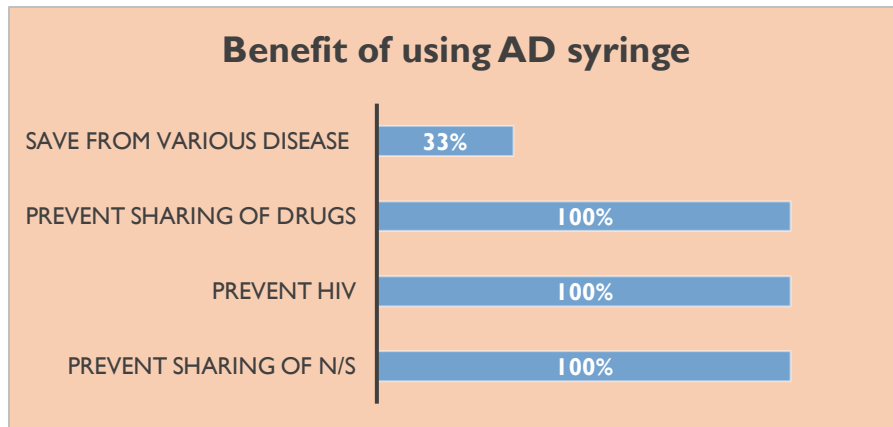 Benefit of using AD syringe
SAVE FROM VARIOUS DISEASE 33%
PREVENT SHARING OF DRUGS 100%
PREVENT HIV 100%
PREVENT SHARING OF N/S 100%